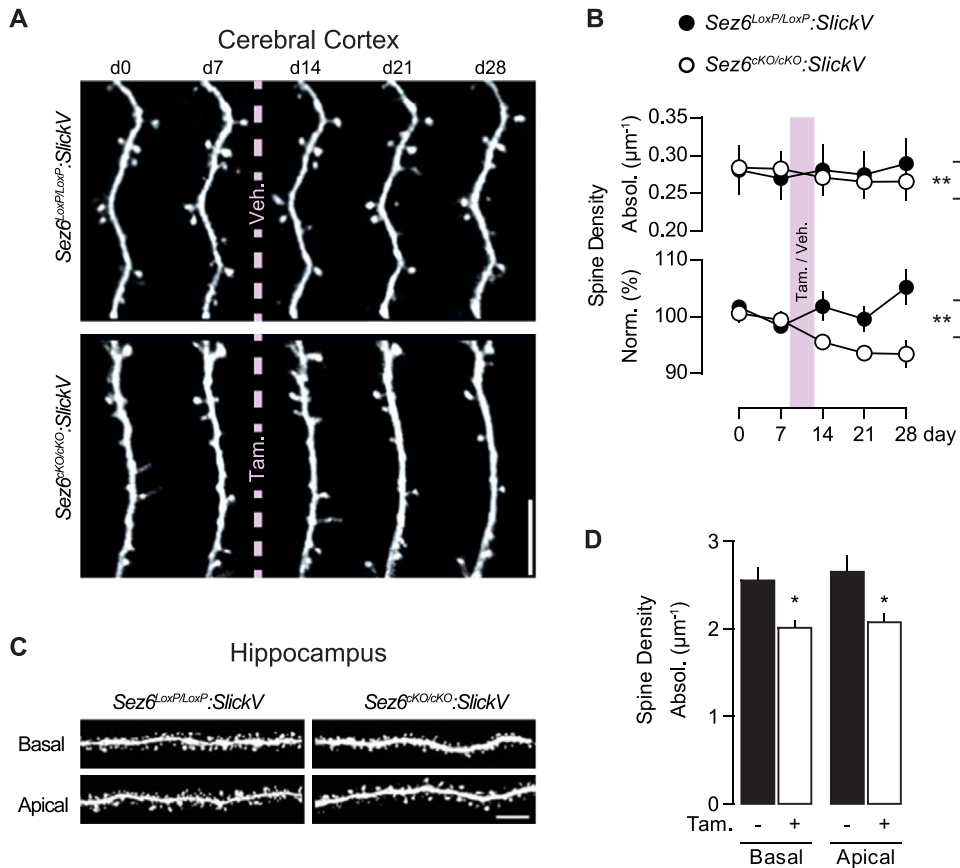 A
Cerebral Cortex
d0 d7 d14 d21 d28
Sez6LoxP/LoxP:SlickV
Veh.
Sez6cKO/cKO:SlickV
Tam.
B
Sez6LoxP/LoxP:SlickV
Sez6cKO/cKO:SlickV
Spine Density
Absol. (µm-1)
0.35
0.30
0.25
0.20
**
Norm. (%)
110
100
90
**
Tam. / Veh.
0 7 14 21 28 day
C
Hippocampus
Sez6LoxP/LoxP:SlickV Sez6cKO/cKO:SlickV
Basal
Apical
D
Spine Density
Absol. (µm-1)
3
2
1
0
* *
Tam. - + - +
Basal Apical